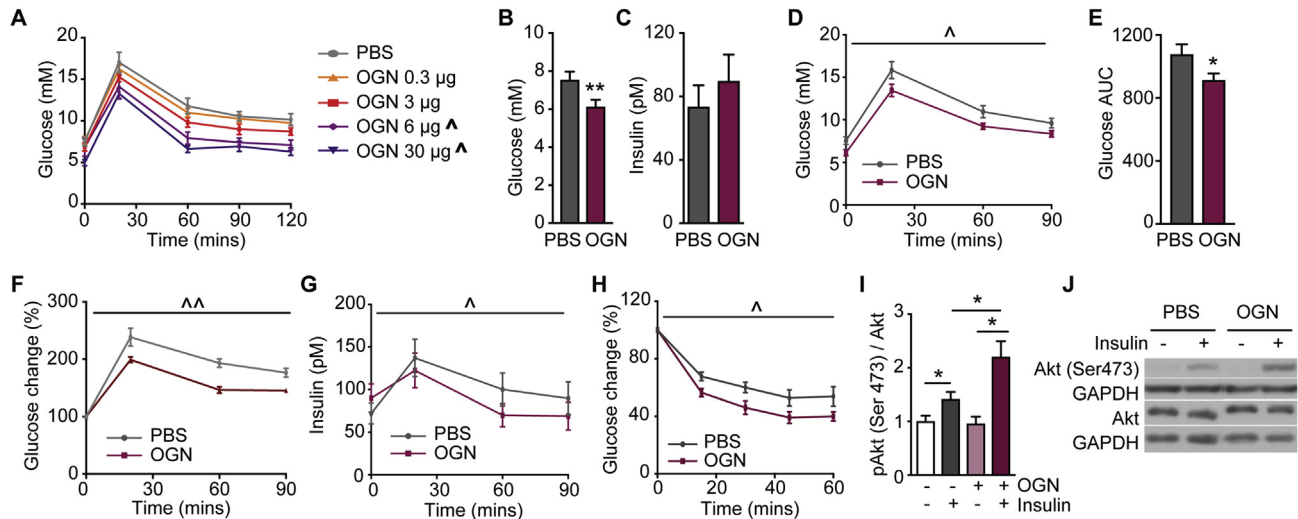 A
Glucose (mM)
20
15
10
5
0
0 30 60 90 120
Time (mins)
PBS
OGN 0.3 µg
OGN 3 µg
OGN 6 µg ^
OGN 30 µg ^
B
Glucose (mM)
10
8
6
4
2
0
**
PBS OGN
C
Insulin (pM)
120
80
40
0
PBS OGN
D
Glucose (mM)
20
15
10
5
0
^
PBS
OGN
0 30 60 90
Time (mins)
E
Glucose AUC
1200
800
400
0
*
PBS OGN
F
Glucose change (%)
300
200
100
0
^^
PBS
OGN
0 30 60 90
Time (mins)
G
Insulin (pM)
200
150
100
50
0
^
PBS
OGN
0 30 60 90
Time (mins)
H
Glucose change (%)
120
80
40
0
^
PBS
OGN
0 15 30 45 60
Time (mins)
I
pAkt (Ser 473) / Akt
3
2
1
0
*
*
*
- - + + OGN
- + - + Insulin
J
PBS OGN
Insulin - + - +
Akt (Ser473)
GAPDH
Akt
GAPDH